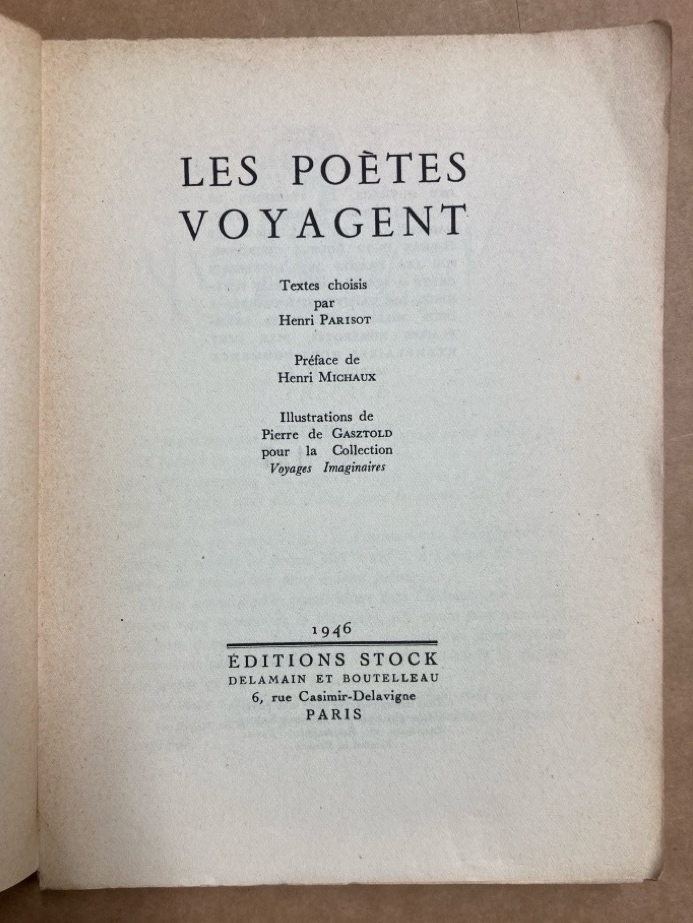 LES POÈTES
VOYAGENT
Textes choisis
par
Henri PARISOT
Préface de
Henri MICHAUX
Illustrations de
Pierre de GASZTOLD
pour la Collection
Voyages Imaginaires
1946
ÉDITIONS STOCK
DELAMAIN ET BOUTELLEAU
6, rue Casimir-Delavigne
PARIS